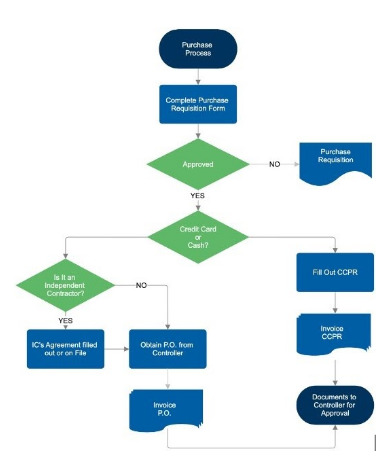 Purchase
Process
Complete Purchase
Requisition Form
Approved
NO
Purchase
Requisition
YES
Credit Card
or
Cash?
Is It an
Independent
Contractor?
NO
Fill Out CCPR
YES
Invoice
CCPR
IC's Agreement filled
out or on File
Obtain P.O. from
Controller
Invoice
P.O.
Documents to
Controller for
Approval